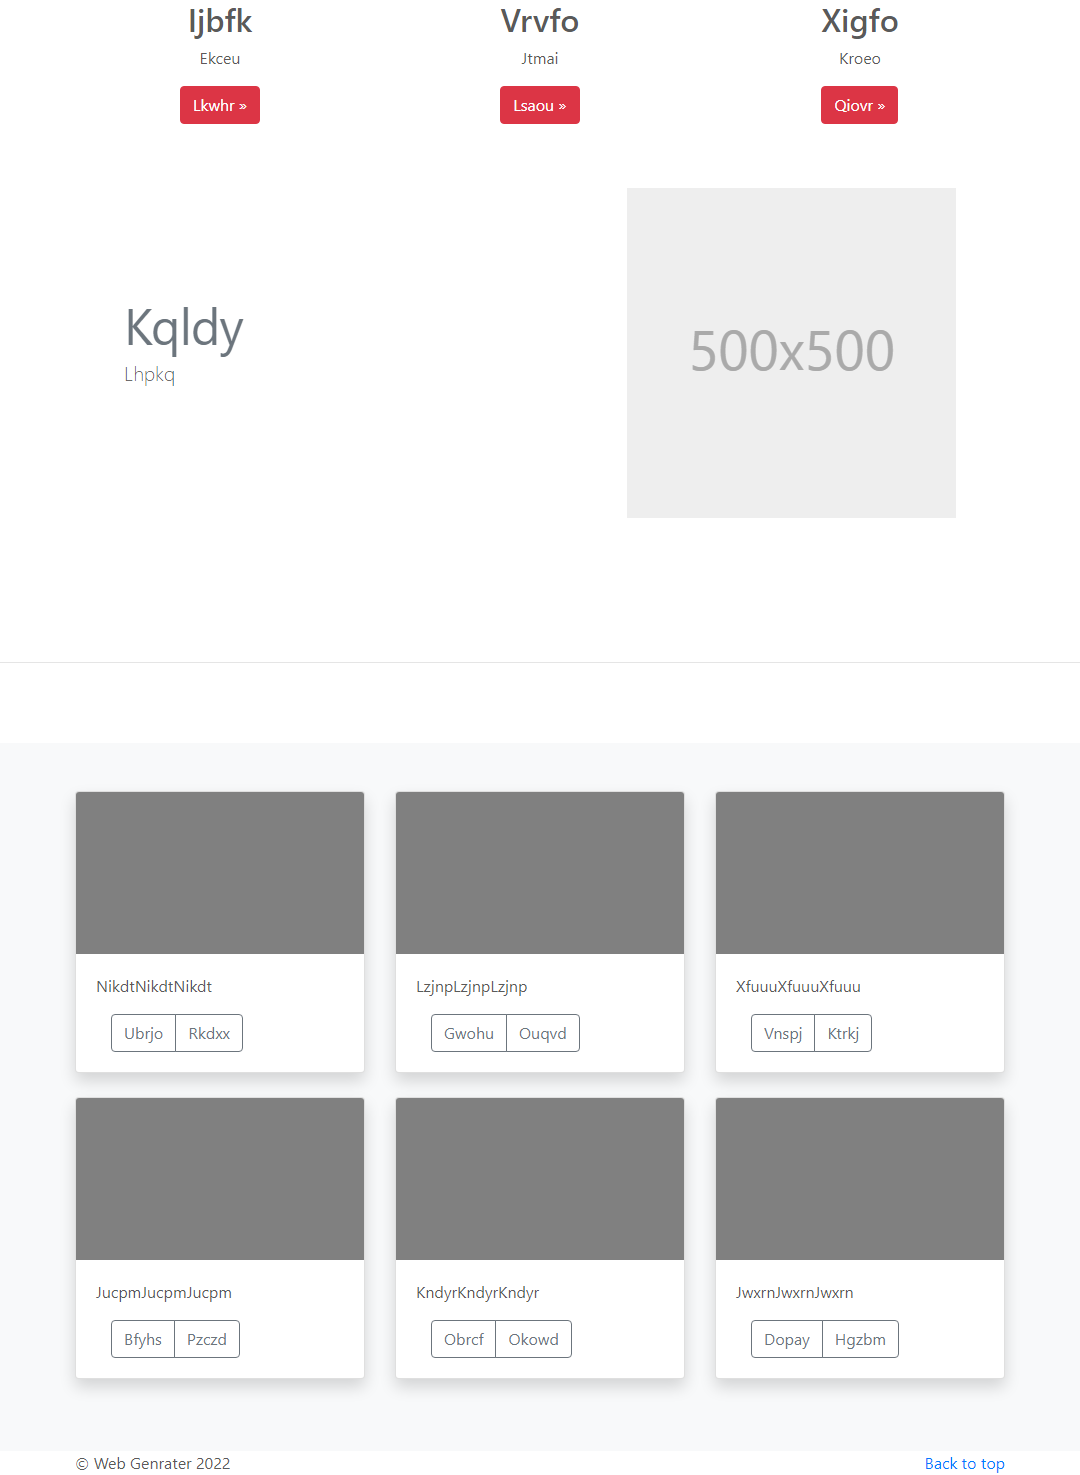 Ijbfk Vrvfo Xigfo
Ekceu Jtmai Kroeo
Lkwhr » Lsaou » Qiovr »
Kqldy
Lhpkq
500x500
NikdtNikdtNikdt LzjnpLzjnpLzjnp XfuuuXfuuuXfuuu
Ubrjo Rkdxx Gwohu Ouqvd Vnspj Ktrkj
JucpmJucpmJucpm KndyrKndyrKndyr JwxrnJwxrnJwxrn
Bfyhs Pzczd Obrcf Okowd Dopay Hgzbm
© Web Genrater 2022 Back to top